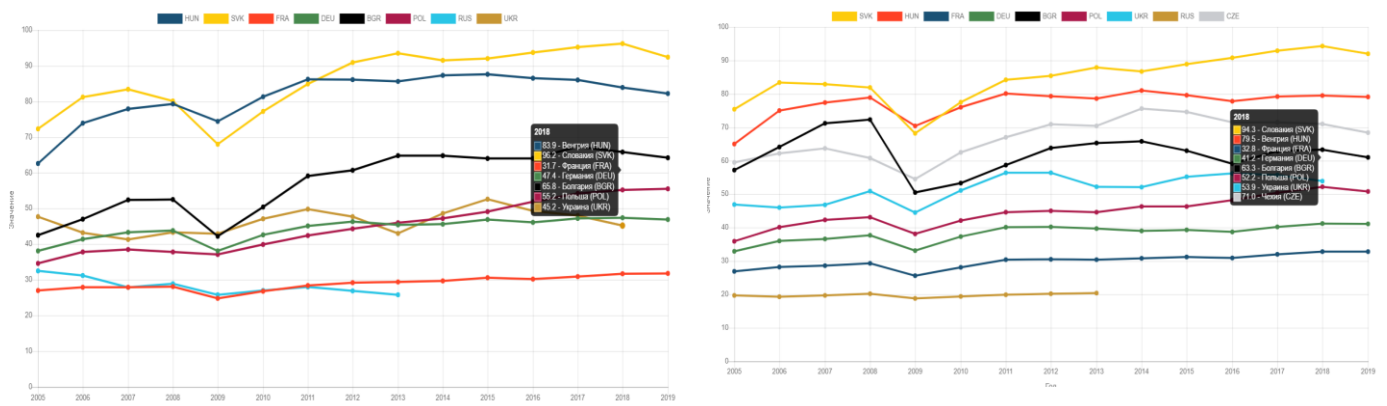 HUN SVK FRA DEU BGR POL RUS UKR
100
90
80
70
60
50
40
30
20
10
0
Значение
2018
83.9 - Венгрия (HUN)
96.2 - Словакия (SVK)
31.7 - Франция (FRA)
47.4 - Германия (DEU)
65.8 - Болгария (BGR)
55.2 - Польша (POL)
45.2 - Украина (UKR)
2005 2006 2007 2008 2009 2010 2011 2012 2013 2014 2015 2016 2017 2018 2019
SVK HUN FRA DEU BGR POL UKR RUS CZE
100
90
80
70
60
50
40
30
20
10
0
2018
94.3 - Словакия (SVK)
79.5 - Венгрия (HUN)
32.8 - Франция (FRA)
41.2 - Германия (DEU)
63.3 - Болгария (BGR)
52.2 - Польша (POL)
53.9 - Украина (UKR)
71.0 - Чехия (CZE)
2005 2006 2007 2008 2009 2010 2011 2012 2013 2014 2015 2016 2017 2018 2019